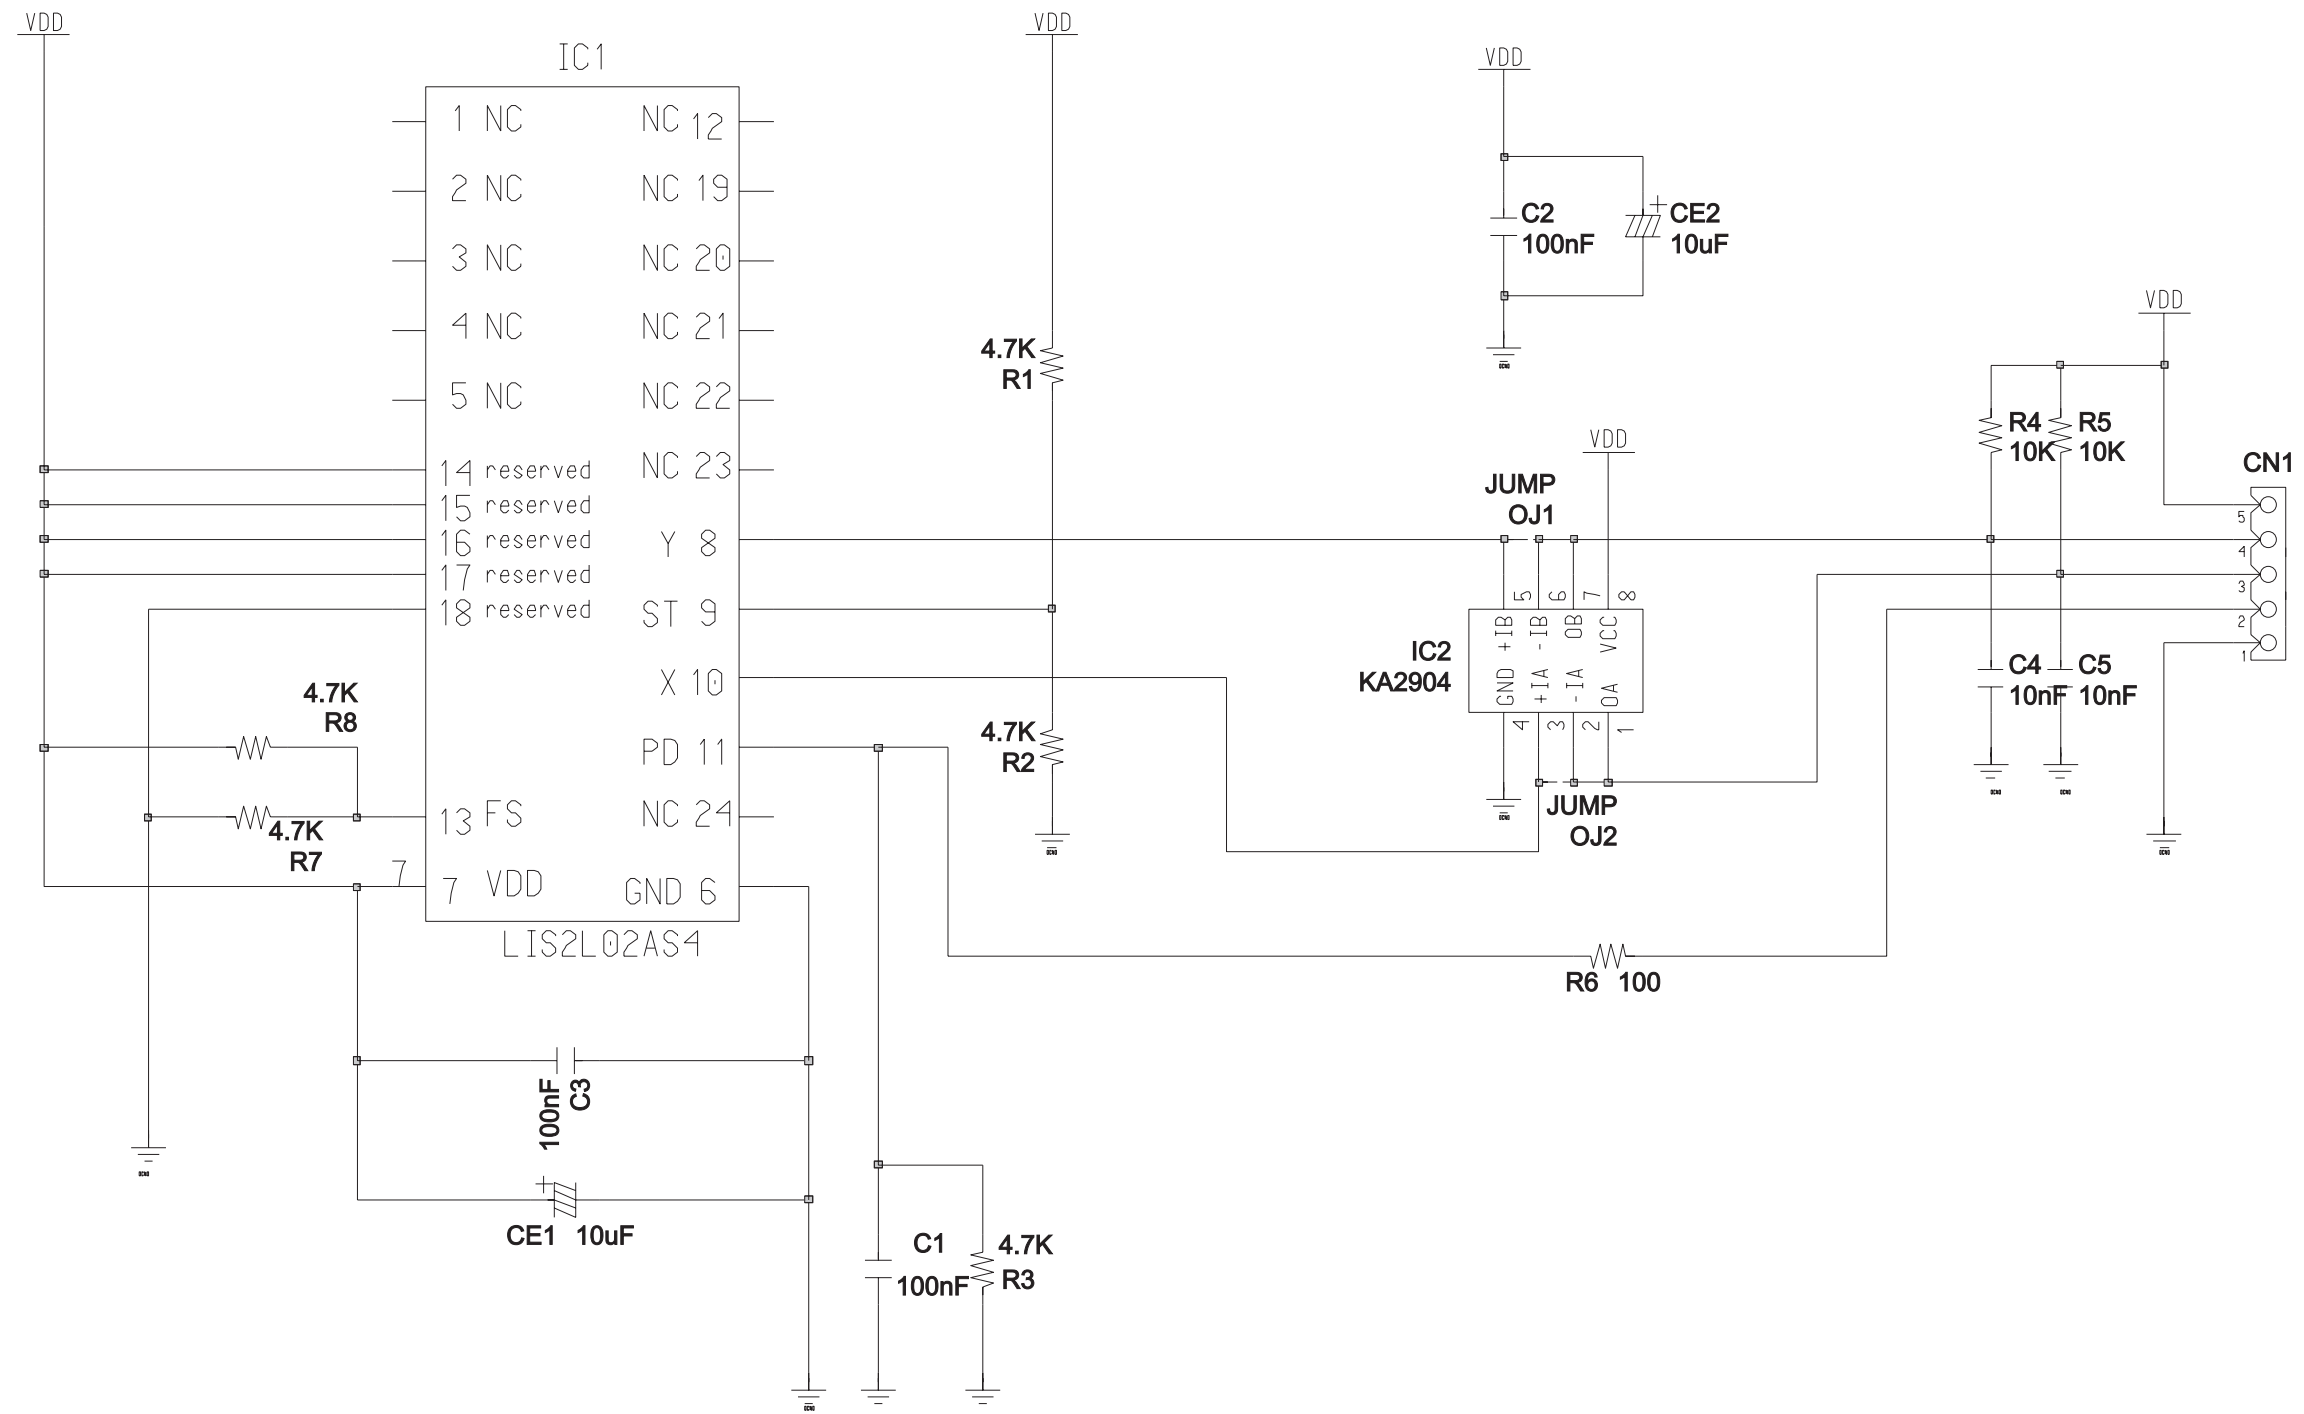 VDD
VDD
VDD
IC1
1 NC
NC 12
2 NC
NC 19
3 NC
NC 20
4 NC
NC 21
5 NC
NC 22
14 reserved
NC 23
15 reserved
16 reserved
Y 8
17 reserved
18 reserved
ST 9
X 10
PD 11
13 FS
NC 24
7
7 VDD
GND 6
LIS2L02AS4
4.7K
R8
4.7K
R7
100nF
C3
+
CE1 10uF
C1
100nF
4.7K
R3
4.7K
R1
4.7K
R2
C2
100nF
+
CE2
10uF
VDD
JUMP
OJ1
5
6
7
8
+IB
-IB
OB
VCC
IC2
KA2904
GND
+IA
-IA
OA
4
3
2
1
JUMP
OJ2
R6 100
VDD
R4
10K
R5
10K
C4
10nF
C5
10nF
CN1
5
4
3
2
1